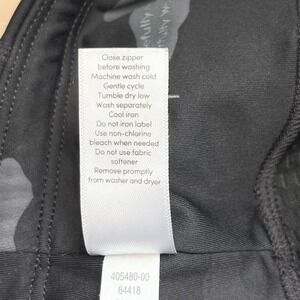 Close zipper
before washing
Machine wash cold
Gentle cycle
Tumble dry low
Wash separately
Cool iron
Do not iron label
Use non-chlorine
bleach when needed
Do not use fabric
softener
Remove promptly
from washer and dryer
405480-00
84418